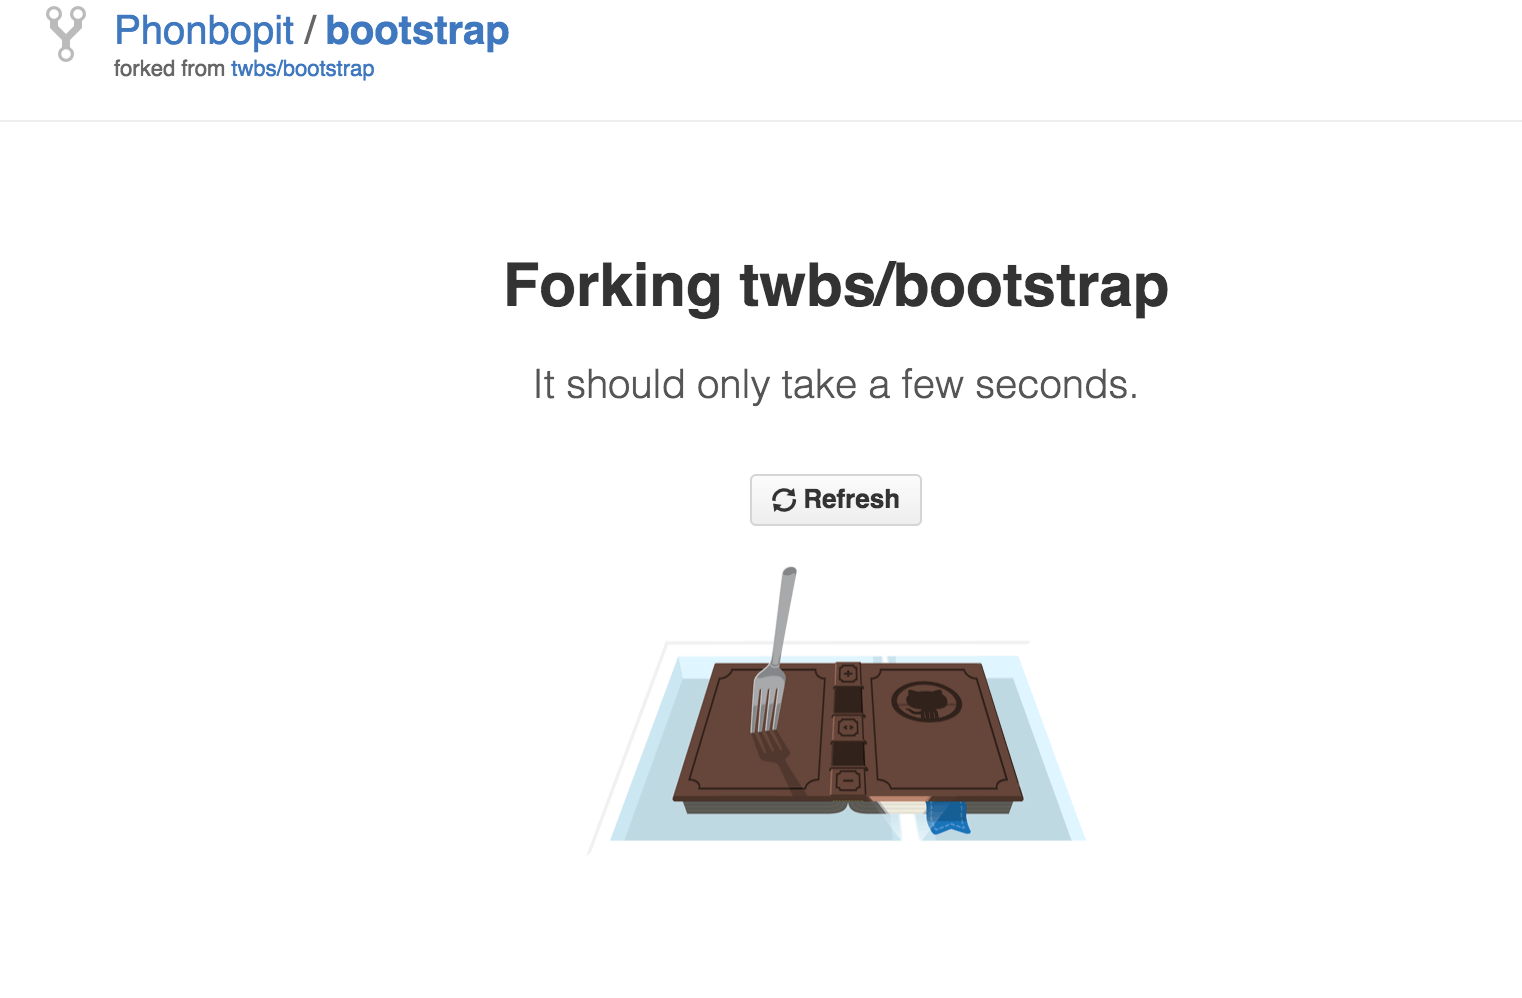 Phonbopit / bootstrap
forked from twbs/bootstrap
Forking twbs/bootstrap
It should only take a few seconds.
Refresh